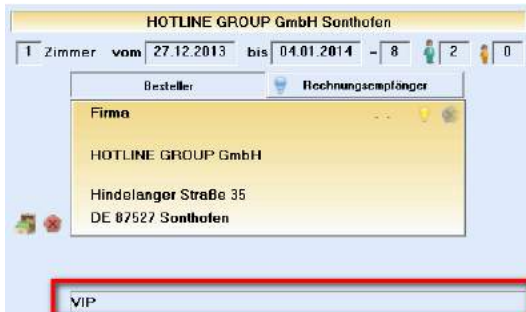 HOTLINE GROUP GmbH Sonthofen
1 Zimmer vom 27.12.2013 bis 04.01.2014 - 8 2 0
Besteller Rechnungsempfänger
Firma
HOTLINE GROUP GmbH
Hindelanger Straße 35
DE 87527 Sonthofen
VIP